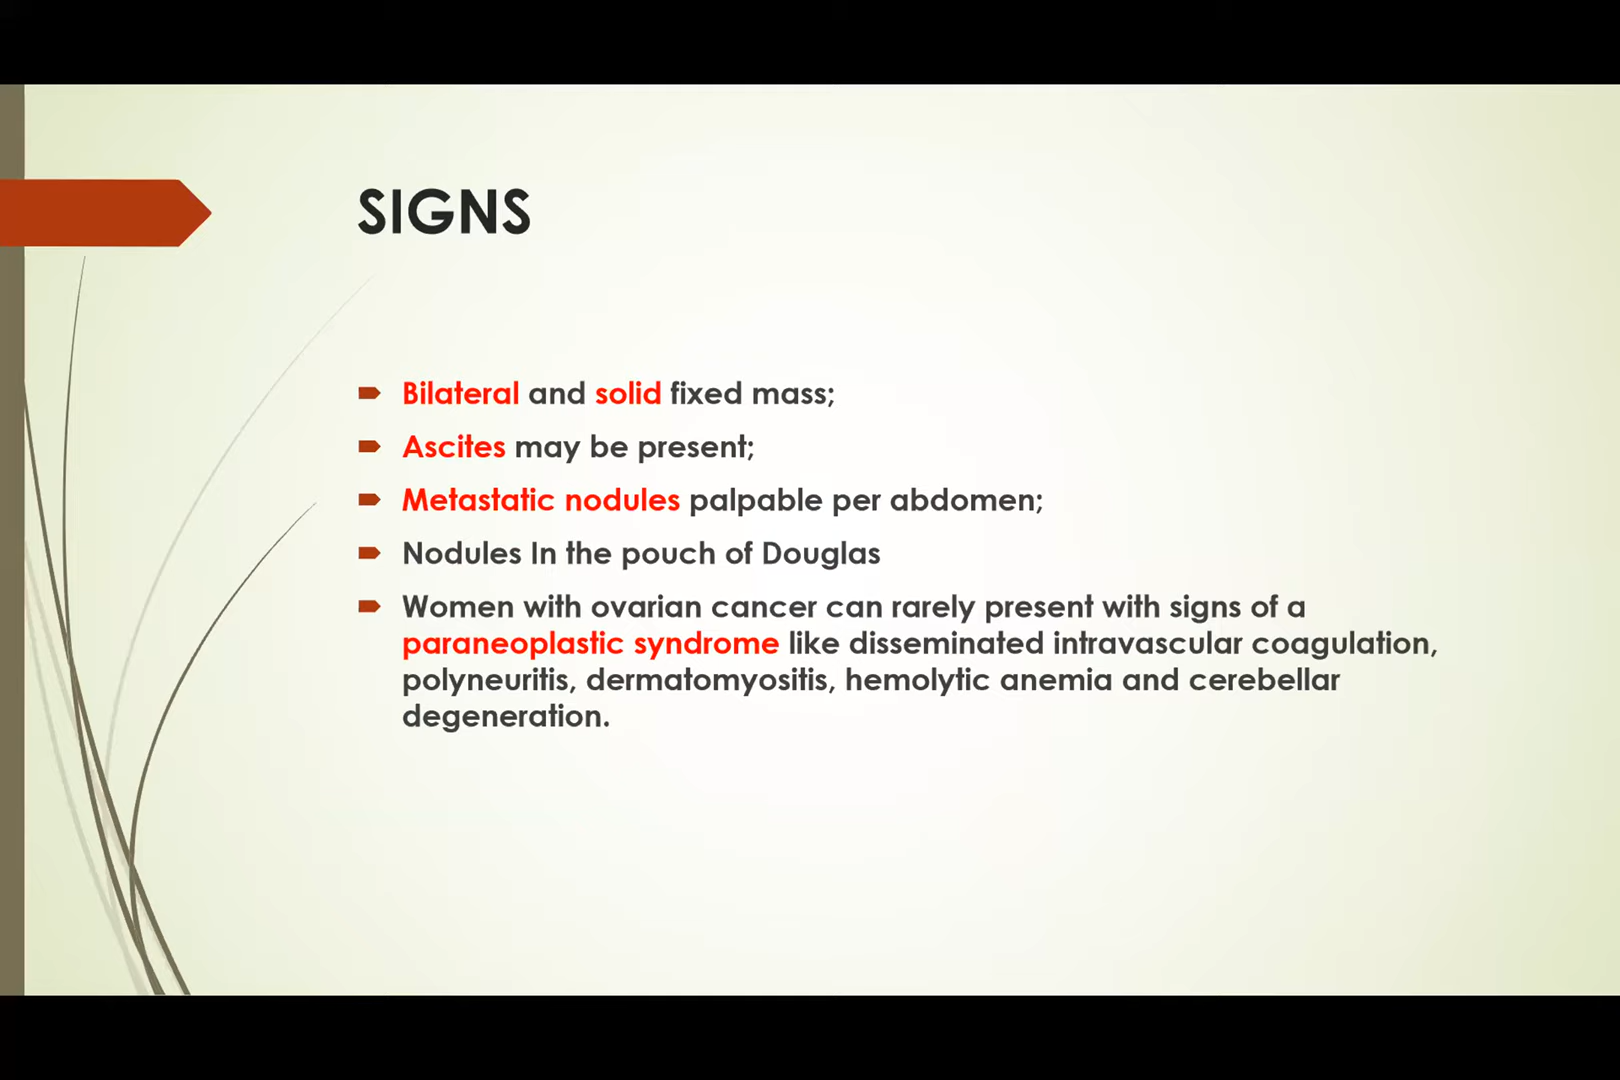 SIGNS
Bilateral and solid fixed mass;
Ascites may be present;
Metastatic nodules palpable per abdomen;
Nodules In the pouch of Douglas
Women with ovarian cancer can rarely present with signs of a
paraneoplastic syndrome like disseminated intravascular coagulation,
polyneuritis, dermatomyositis, hemolytic anemia and cerebellar
degeneration.